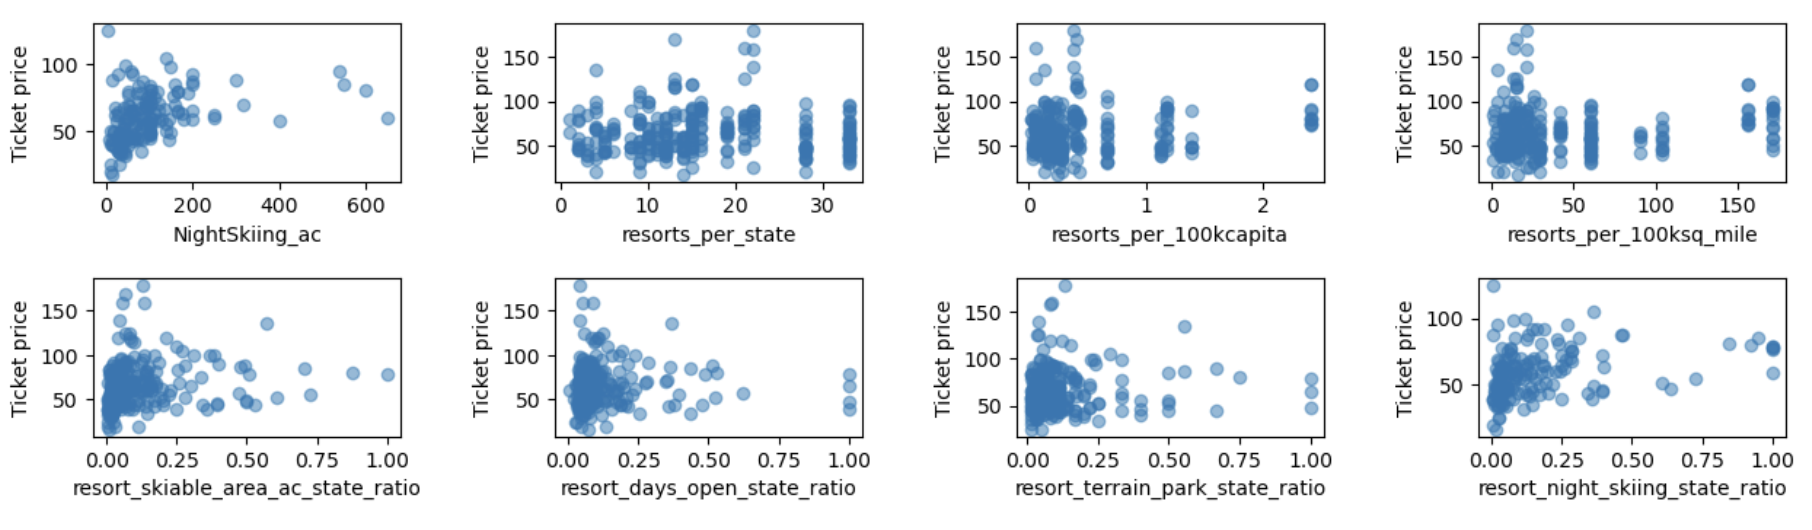 Ticket price
100
50
0 200 400 600
NightSkiing_ac
Ticket price
150
100
50
0 10 20 30
resorts_per_state
Ticket price
150
100
50
0 1 2
resorts_per_100kcapita
Ticket price
150
100
50
0 50 100 150
resorts_per_100ksq_mile
Ticket price
150
100
50
0.00 0.25 0.50 0.75 1.00
resort_skiable_area_ac_state_ratio
Ticket price
150
100
50
0.00 0.25 0.50 0.75 1.00
resort_days_open_state_ratio
Ticket price
150
100
50
0.00 0.25 0.50 0.75 1.00
resort_terrain_park_state_ratio
Ticket price
100
50
0.00 0.25 0.50 0.75 1.00
resort_night_skiing_state_ratio